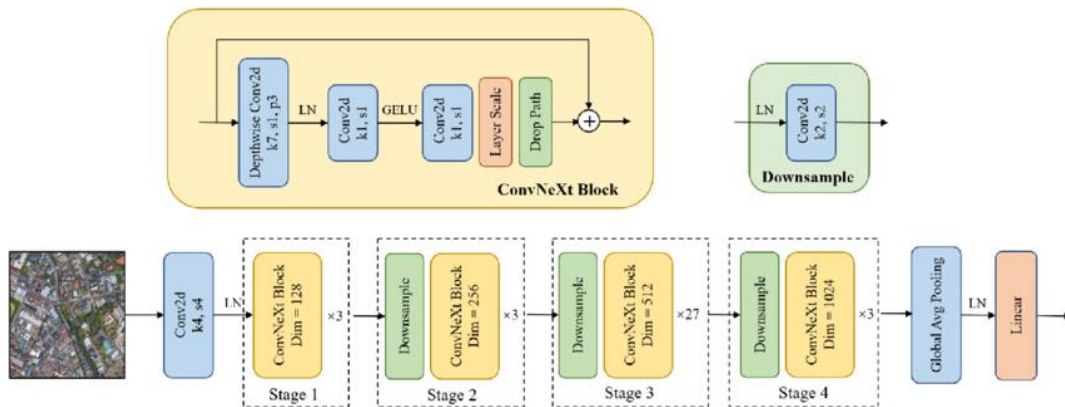 Depthwise Conv2d
k7, s1, p3
LN
Conv2d
k1, s1
GELU
Conv2d
k1, s1
Layer Scale
Drop Path
+
ConvNeXt Block
LN
Conv2d
k2, s2
Downsample
Conv2d
k4, s4
LN
ConvNeXt Block
Dim = 128
×3
Stage 1
Downsample
ConvNeXt Block
Dim = 256
×3
Stage 2
Downsample
ConvNeXt Block
Dim = 512
×27
Stage 3
Downsample
ConvNeXt Block
Dim = 1024
×3
Stage 4
Global Avg Pooling
LN
Linear